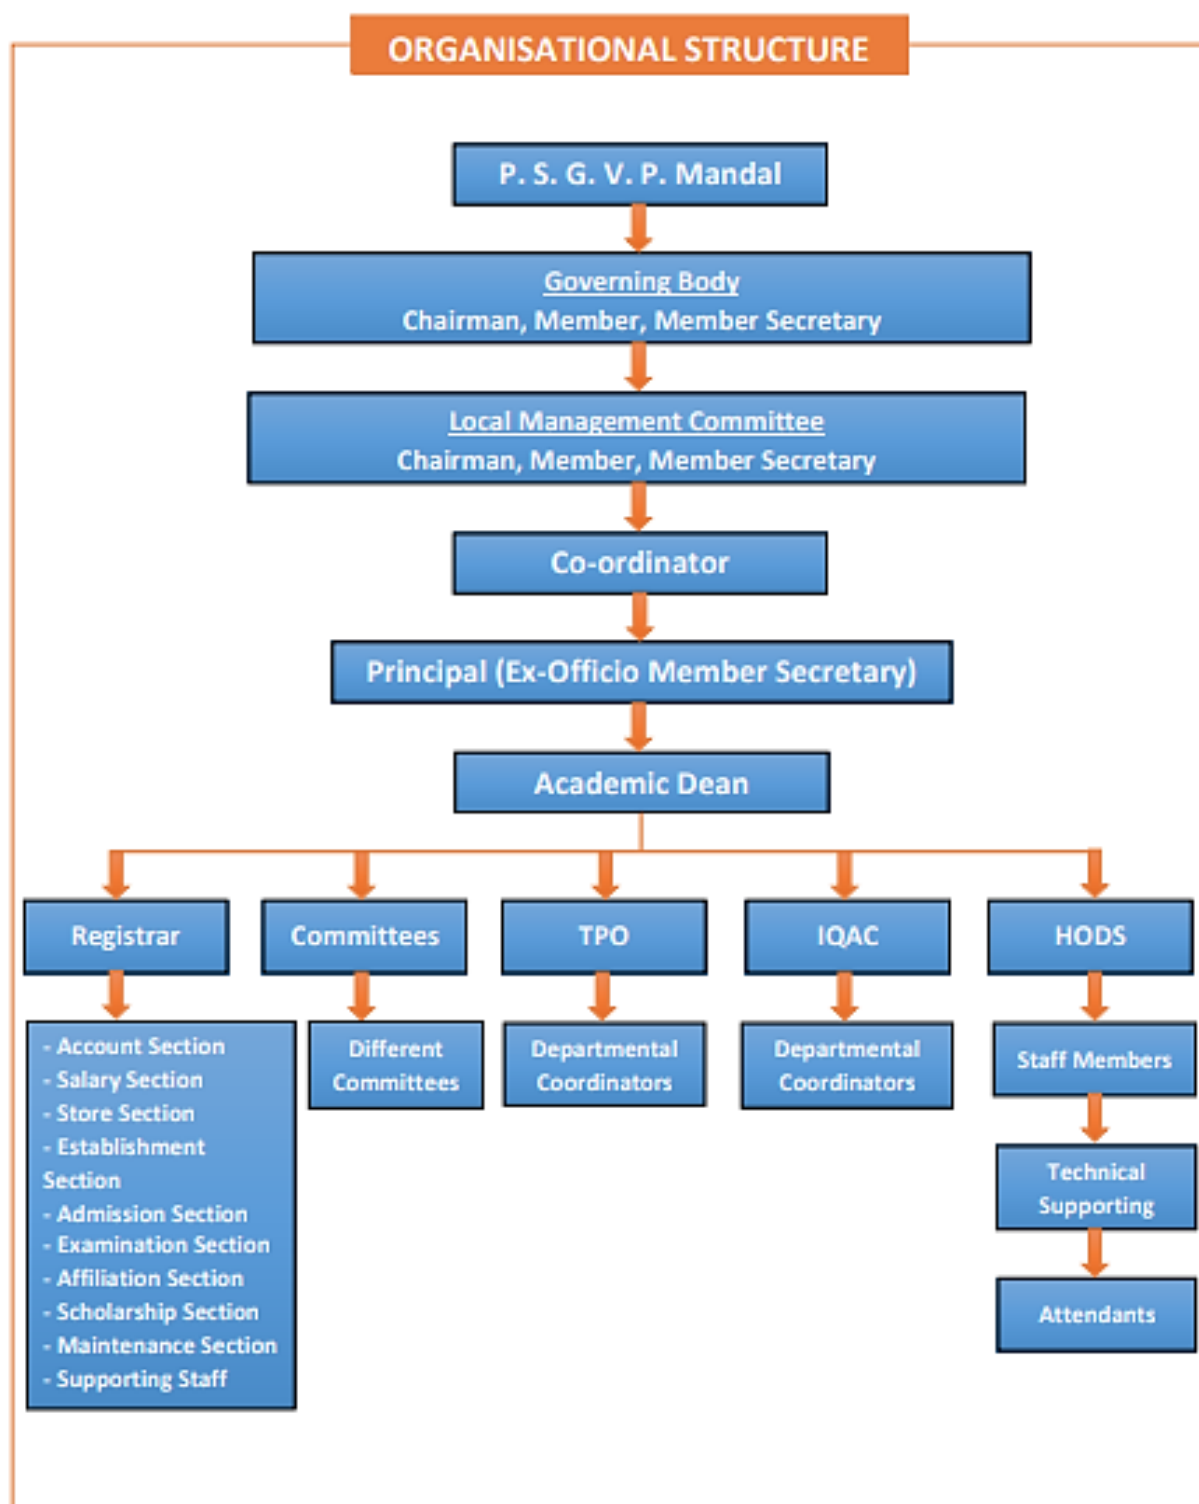 ORGANISATIONAL STRUCTURE
P. S. G. V. P. Mandal
Governing Body
Chairman, Member, Member Secretary
Local Management Committee
Chairman, Member, Member Secretary
Co-ordinator
Principal (Ex-Officio Member Secretary)
Academic Dean
Registrar
Committees
TPO
IQAC
HODS
- Account Section
- Salary Section
- Store Section
- Establishment
Section
- Admission Section
- Examination Section
- Affiliation Section
- Scholarship Section
- Maintenance Section
- Supporting Staff
Different
Committees
Departmental
Coordinators
Departmental
Coordinators
Staff Members
Technical
Supporting
Attendants